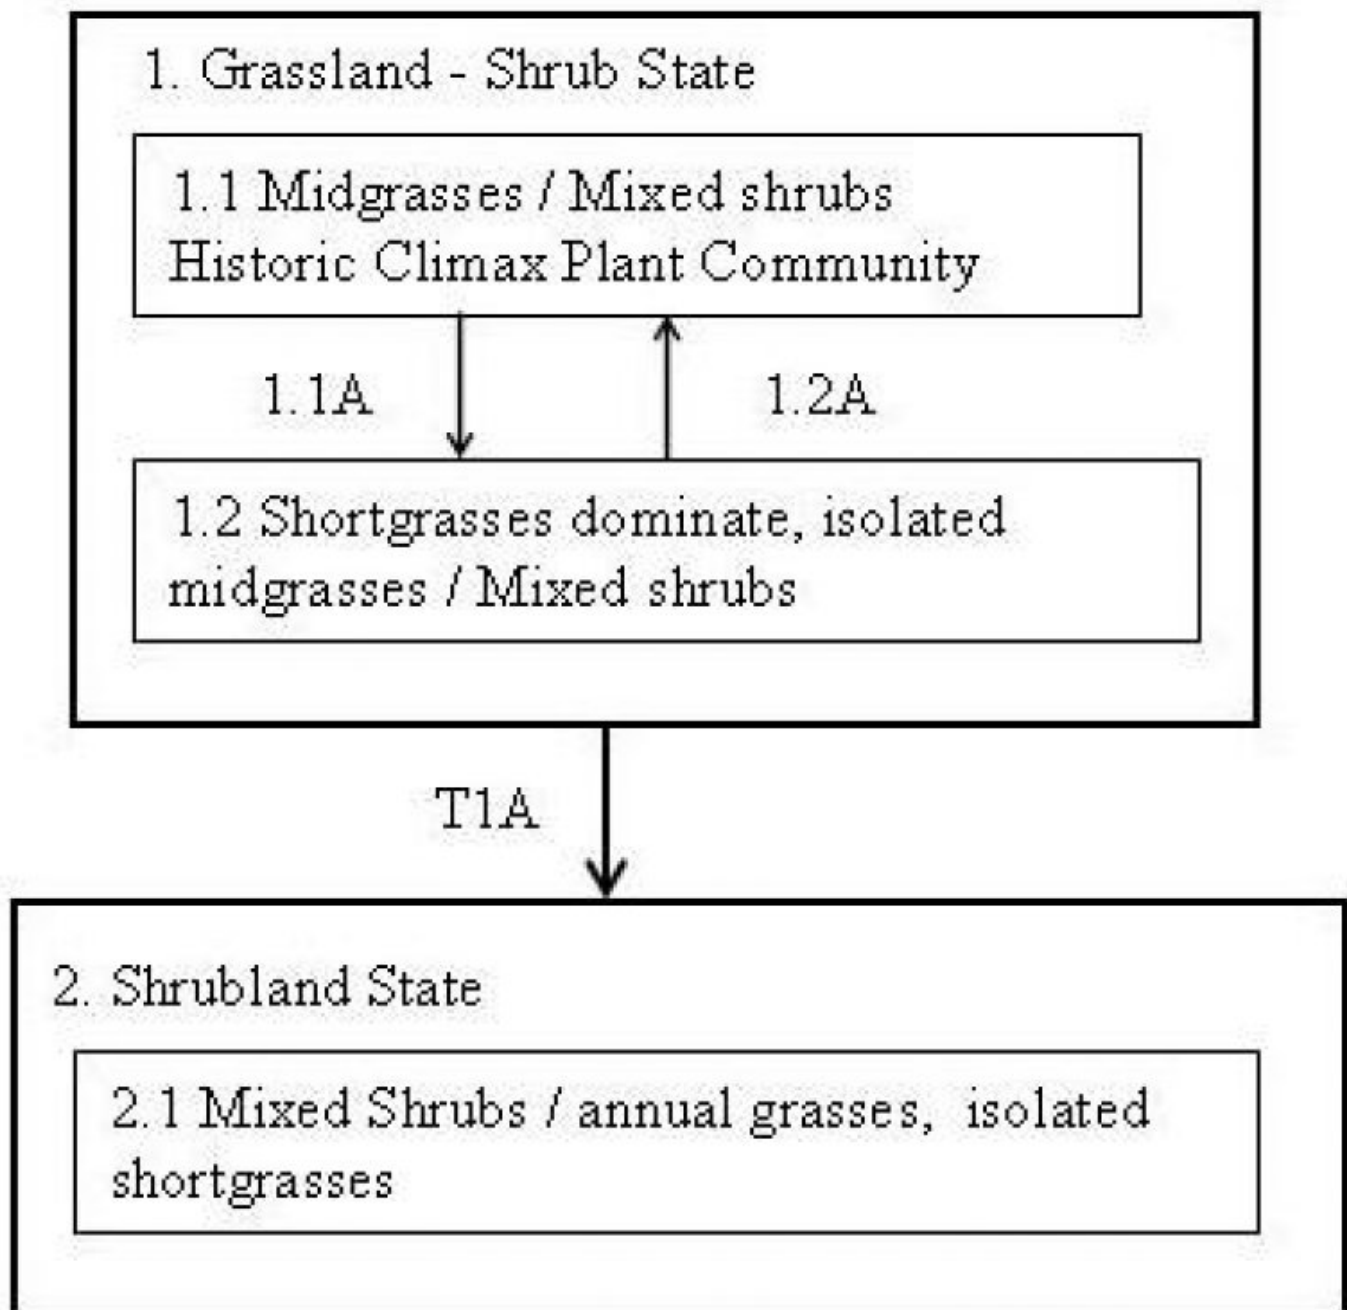 1. Grassland - Shrub State
1.1 Midgrasses / Mixed shrubs
Historic Climax Plant Community
1.1A
1.2A
1.2 Shortgrasses dominate, isolated
midgrasses / Mixed shrubs
T1A
2. Shrubland State
2.1 Mixed Shrubs / annual grasses, isolated
shortgrasses